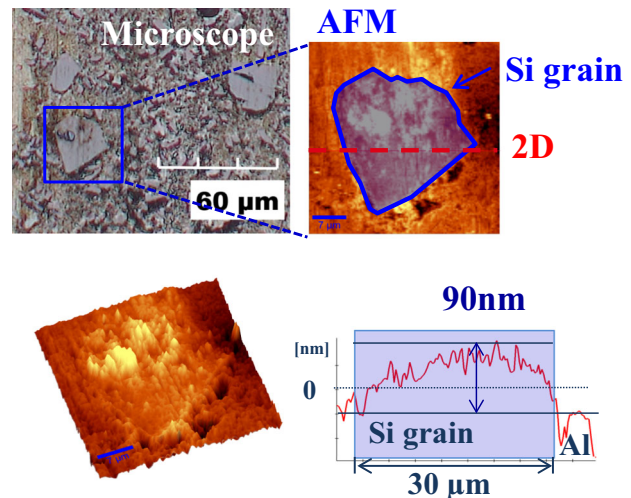 Microscope
AFM
Si grain
2D
60 µm
7 µm
90nm
[nm]
0
Si grain
Al
30 µm